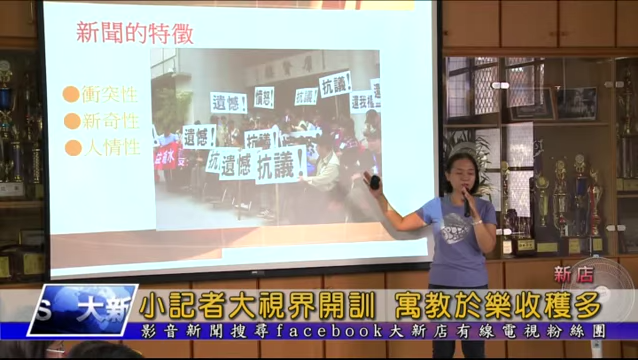 新聞的特徵
衝突性
新奇性
人情性
遺憾!
憤怒!
抗議!
抗議!
遺憾!
抗議!
遺憾
抗議!
新店
S 大新
小記者大視界開訓 寓教於樂收穫多
影音新聞搜尋facebook大新店有線電視粉絲團